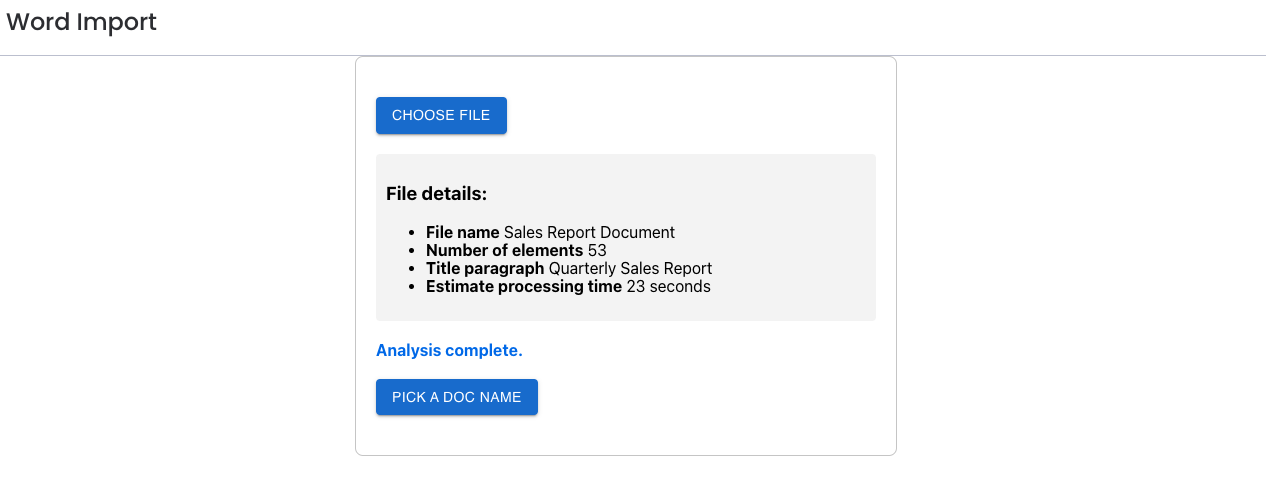 Word Import
CHOOSE FILE
File details:
File name Sales Report Document
Number of elements 53
Title paragraph Quarterly Sales Report
Estimate processing time 23 seconds
Analysis complete.
PICK A DOC NAME